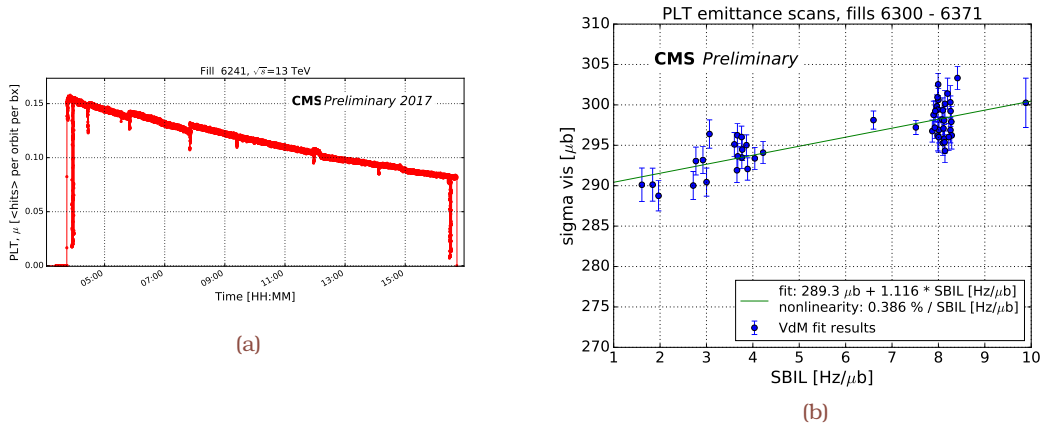 Fill 6241, √s=13 TeV
CMS Preliminary 2017
PLT, μ [<hits> per orbit per bx]
0.15
0.10
0.05
0.00
05:00
07:00
09:00
11:00
13:00
15:00
Time [HH:MM]
(a)
PLT emittance scans, fills 6300 - 6371
CMS Preliminary
sigma vis [μb]
310
305
300
295
290
285
280
275
270
fit: 289.3 μb + 1.116 * SBIL [Hz/μb]
nonlinearity: 0.386 % / SBIL [Hz/μb]
VdM fit results
1 2 3 4 5 6 7 8 9 10
SBIL [Hz/μb]
(b)